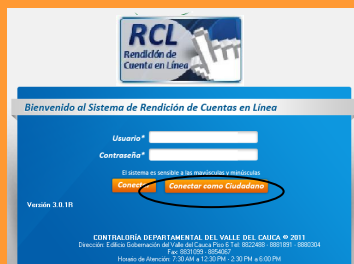 RCL
Rendición de
Cuenta en Línea
Bienvenido al Sistema de Rendición de Cuentas en Línea
Usuario*
Contraseña*
El sistema es sensible a las mayúsculas y minúsculas
Conectar Conectar como Ciudadano
Versión 3.0.1R
CONTRALORÍA DEPARTAMENTAL DEL VALLE DEL CAUCA © 2011
Dirección: Edificio Gobernación del Valle del Cauca Piso 6 Tel: 8822488 - 8881891 - 8880304
Fax: 8831099 - 8854067
Horario de Atención: 7:30 AM a 12:30 PM - 2:30 PM a 6:00 PM